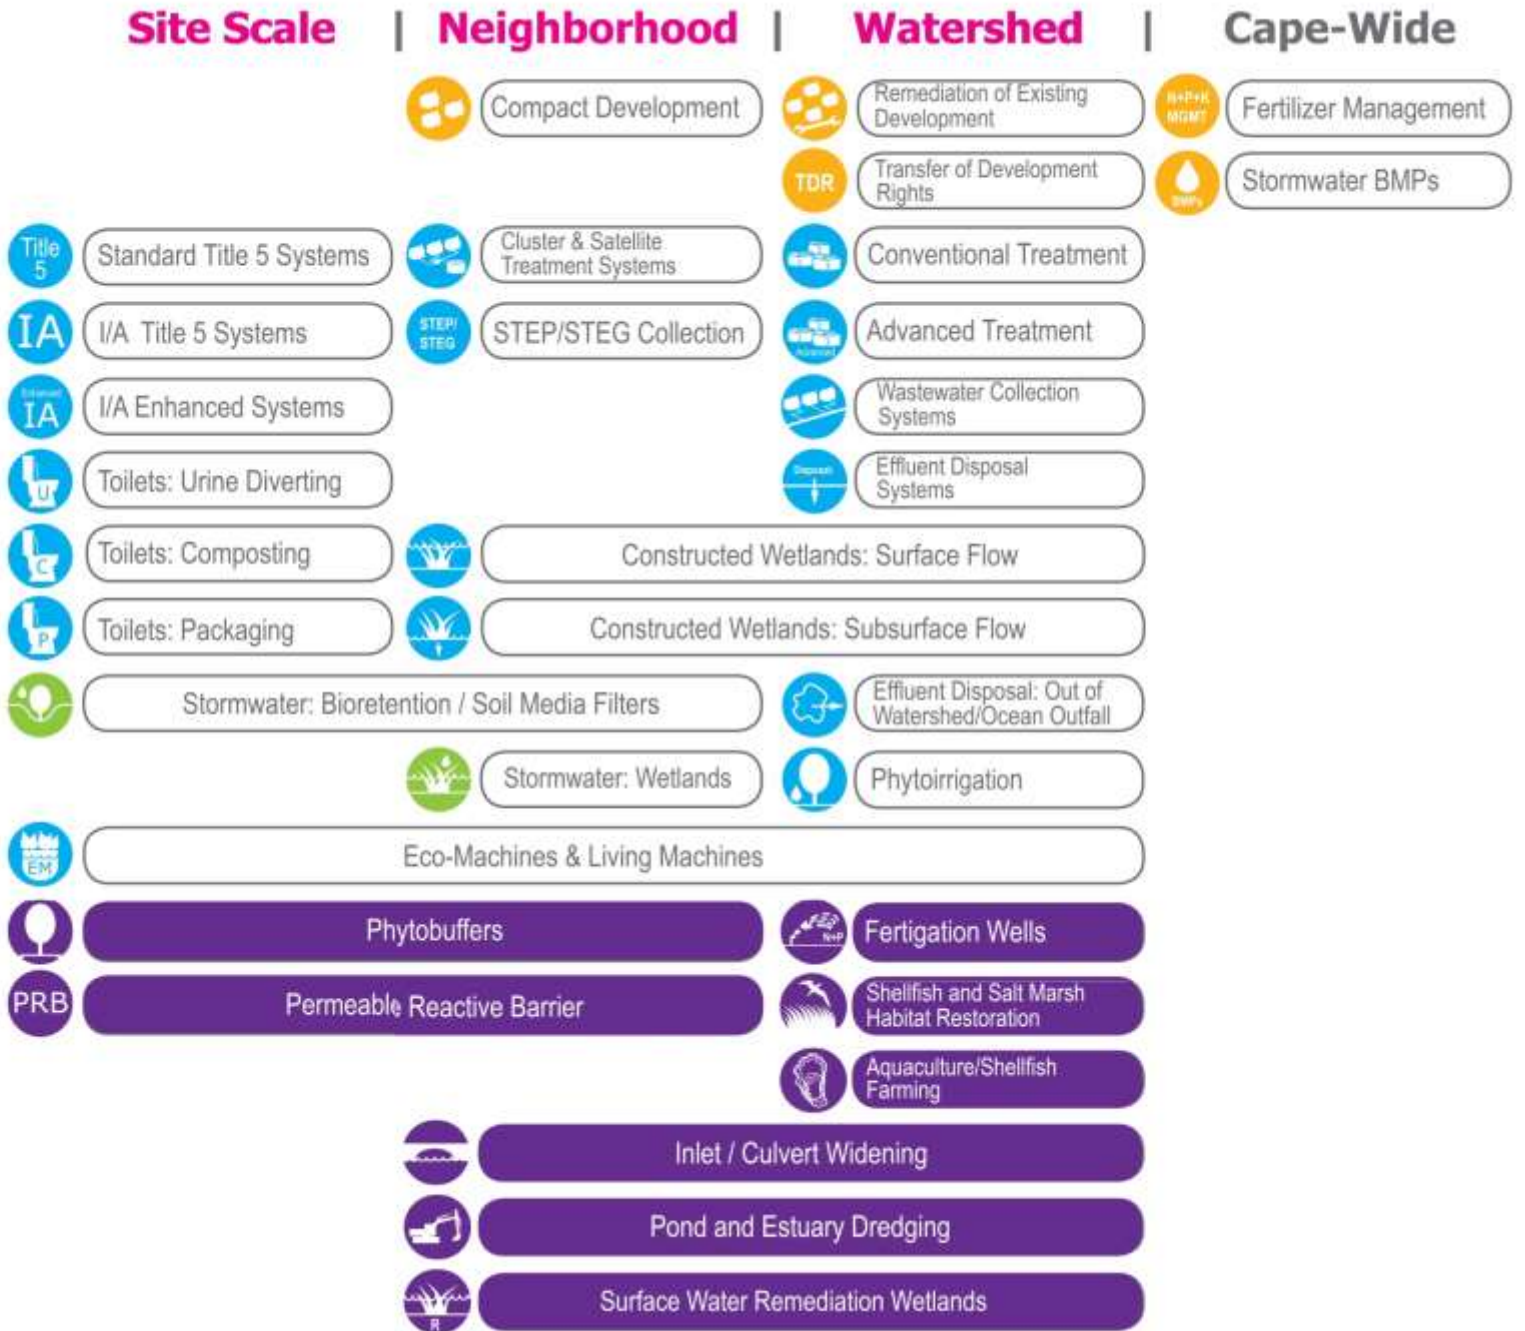 Site Scale | Neighborhood | Watershed | Cape-Wide
Compact Development
Remediation of Existing
Development
N+P+K
MGMT
Fertilizer Management
TDR
Transfer of Development
Rights
BMPs
Stormwater BMPs
Title
5
Standard Title 5 Systems
Cluster & Satellite
Treatment Systems
Conventional Treatment
IA
I/A Title 5 Systems
STEP/
STEG
STEP/STEG Collection
Advanced
Advanced Treatment
Enhanced
IA
I/A Enhanced Systems
Wastewater Collection
Systems
U
Toilets: Urine Diverting
Disposal
Effluent Disposal
Systems
C
Toilets: Composting
Constructed Wetlands: Surface Flow
P
Toilets: Packaging
Constructed Wetlands: Subsurface Flow
Stormwater: Bioretention / Soil Media Filters
Effluent Disposal: Out of
Watershed/Ocean Outfall
Stormwater: Wetlands
Phytoirrigation
EM
Eco-Machines & Living Machines
Phytobuffers
N+P
Fertigation Wells
PRB
Permeable Reactive Barrier
Shellfish and Salt Marsh
Habitat Restoration
Aquaculture/Shellfish
Farming
Inlet / Culvert Widening
Pond and Estuary Dredging
R
Surface Water Remediation Wetlands